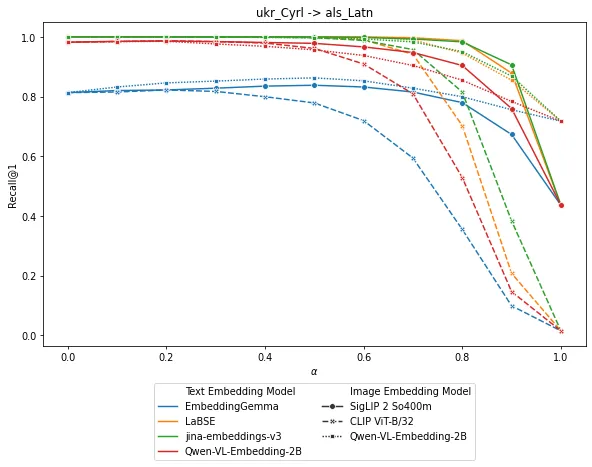 ukr_Cyrl -> als_Latn
Recall@1
1.0
0.8
0.6
0.4
0.2
0.0
0.0 0.2 0.4 0.6 0.8 1.0
α
Text Embedding Model
EmbeddingGemma
LaBSE
jina-embeddings-v3
Qwen-VL-Embedding-2B
Image Embedding Model
SigLIP 2 So400m
CLIP ViT-B/32
Qwen-VL-Embedding-2B